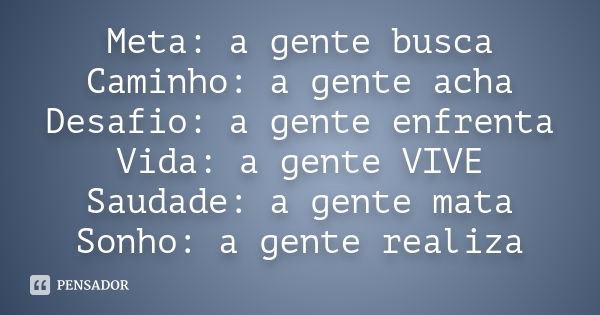 Meta: a gente busca
Caminho: a gente acha
Desafio: a gente enfrenta
Vida: a gente VIVE
Saudade: a gente mata
Sonho: a gente realiza
PENSADOR